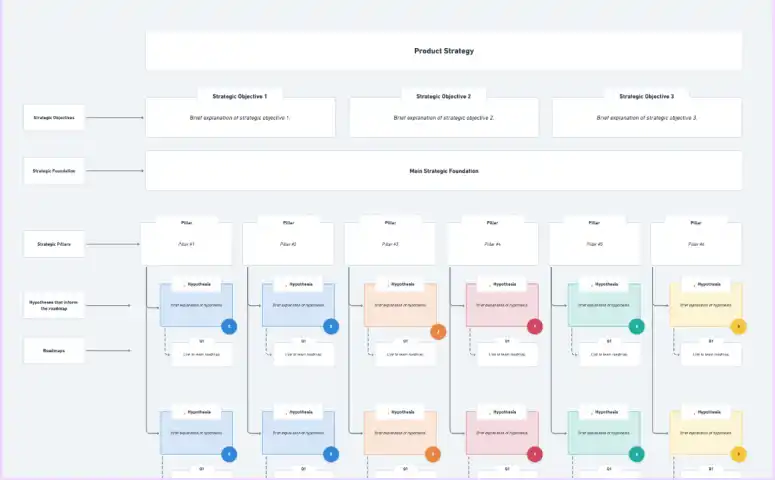 Product Strategy
Strategic Objective 1
Strategic Objective 2
Strategic Objective 3
Strategic Objectives
Brief explanation of strategic objective 1.
Brief explanation of strategic objective 2.
Brief explanation of strategic objective 3.
Strategic Foundation
Main Strategic Foundation
Pillar
Pillar
Pillar
Pillar
Pillar
Pillar
Strategic Pillars
Pillar #1
Pillar #2
Pillar #3
Pillar #4
Pillar #5
Pillar #6
Hypothesis
Hypothesis
Hypothesis
Hypothesis
Hypothesis
Hypothesis
Hypotheses that inform
the roadmap
Brief explanation of hypothesis.
Brief explanation of hypothesis.
Brief explanation of hypothesis.
Brief explanation of hypothesis.
Brief explanation of hypothesis.
Brief explanation of hypothesis.
Q1
Q1
Q1
Q1
Q1
Q1
Roadmaps
Link to team roadmap.
Link to team roadmap.
Link to team roadmap.
Link to team roadmap.
Link to team roadmap.
Link to team roadmap.
Hypothesis
Hypothesis
Hypothesis
Hypothesis
Hypothesis
Hypothesis
Brief explanation of hypothesis.
Brief explanation of hypothesis.
Brief explanation of hypothesis.
Brief explanation of hypothesis.
Brief explanation of hypothesis.
Brief explanation of hypothesis.
Q1
Q1
Q1
Q1
Q1
Q1